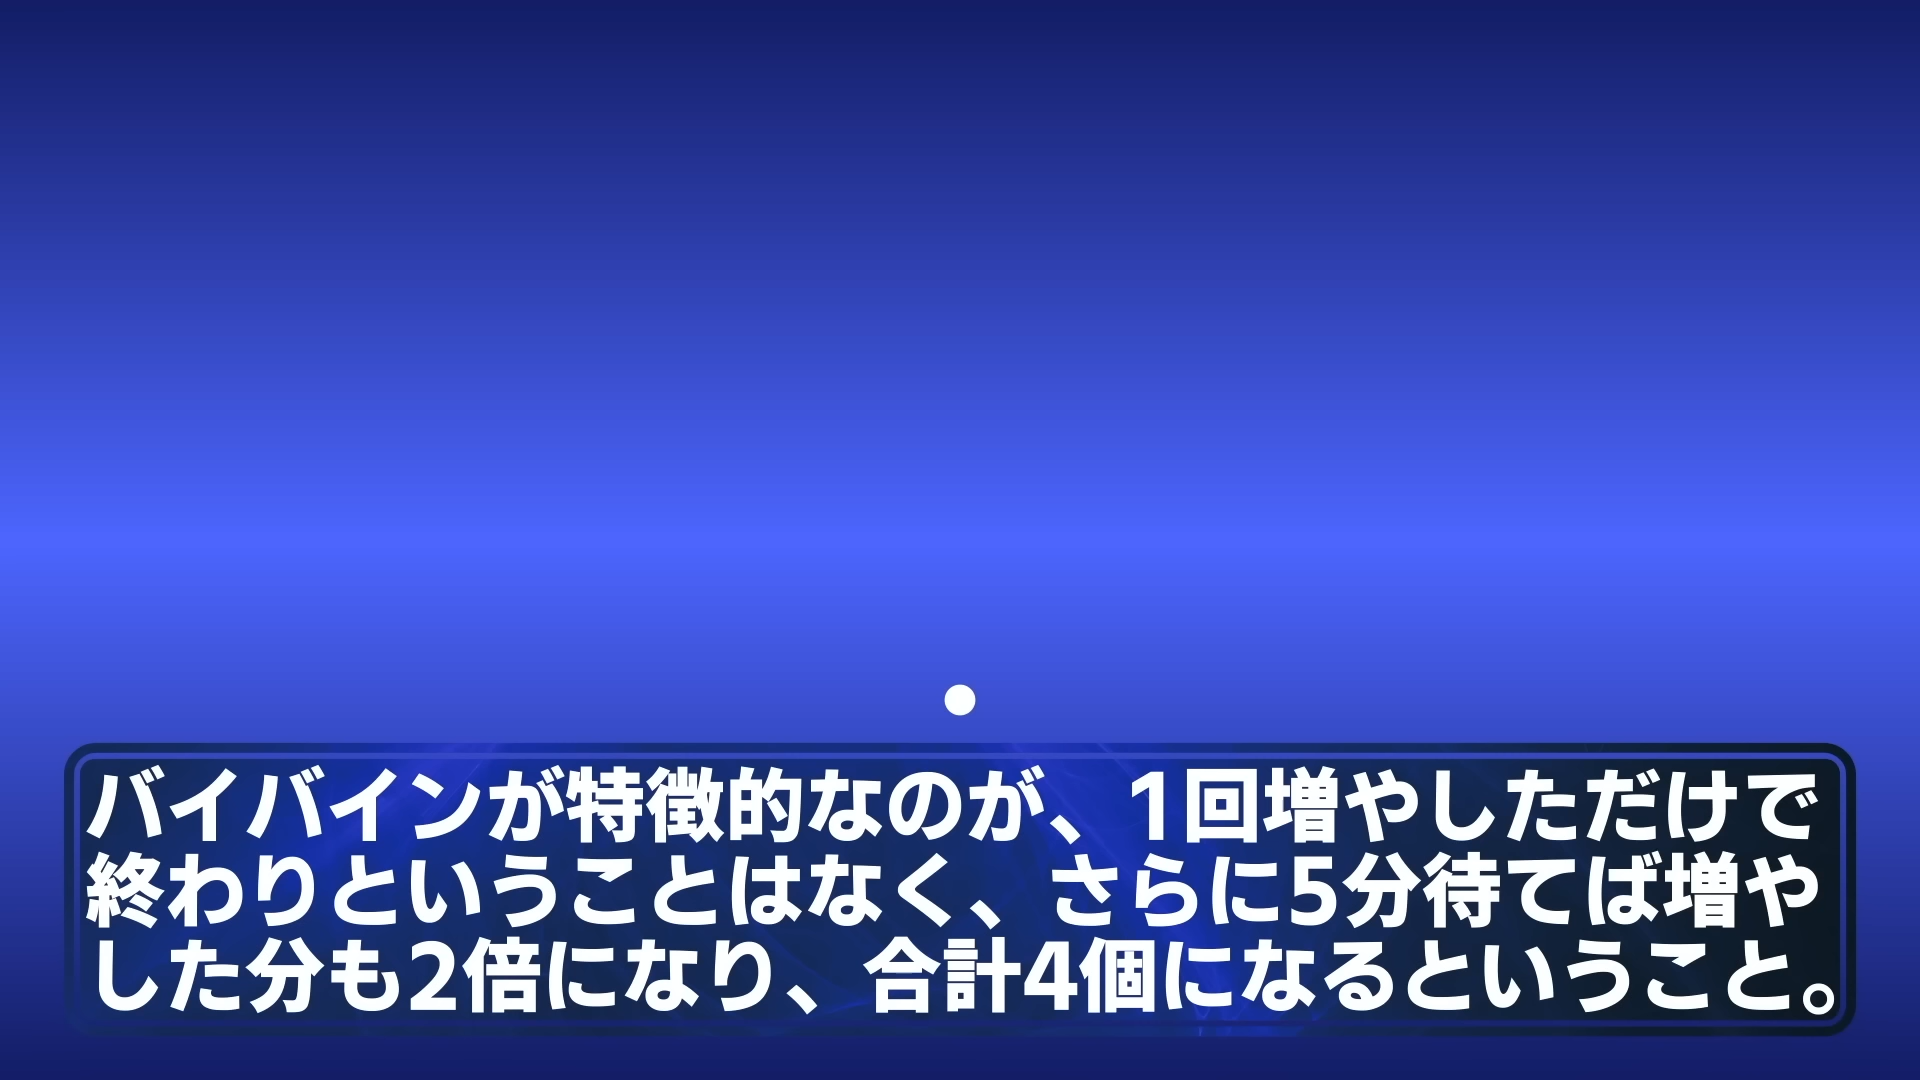 バイバインが特徴的なのが、1回増やしただけで
終わりということはなく、さらに5分待てば増や
した分も2倍になり、合計4個になるということ。